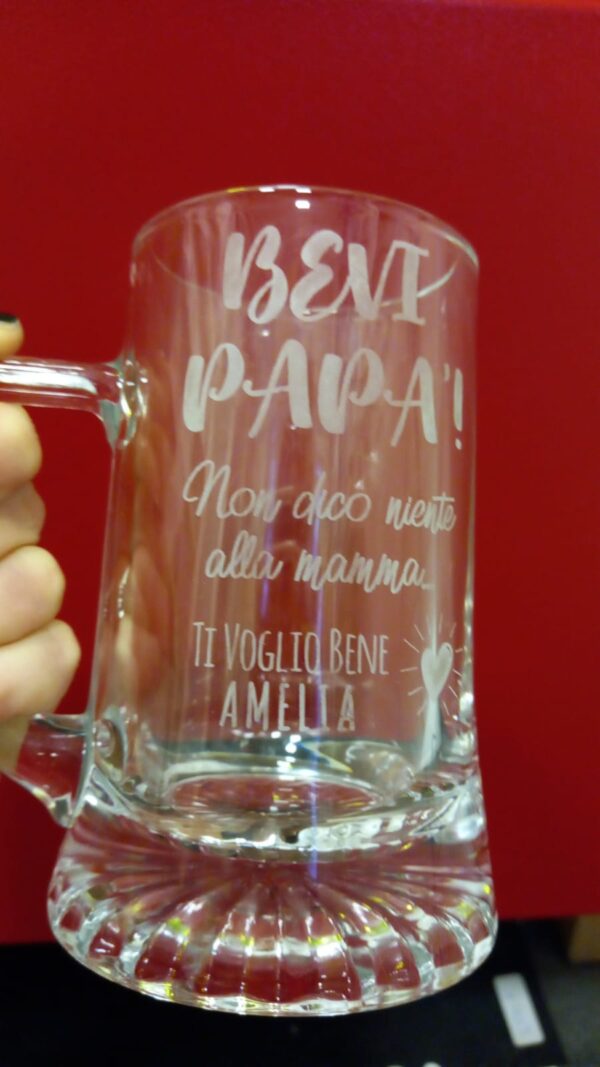 BEVI
PAPA'!
Non dico niente
alla mamma...
TI VOGLIO BENE
AMELIA